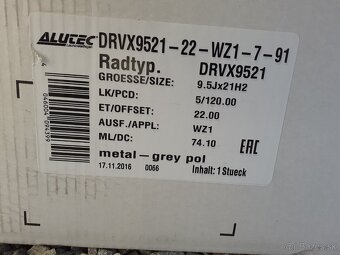 ALUTEC DRVX9521-22-WZ1-7-91
Radtyp. DRVX9521
GROESSE/SIZE: 9.5Jx21H2
LK/PCD: 5/120.00
ET/OFFSET: 22.00
AUSF./APPL: WZ1
ML/DC: 74.10
EAC
metal-grey pol
17.11.2016 0066 Inhalt: 1 Stueck